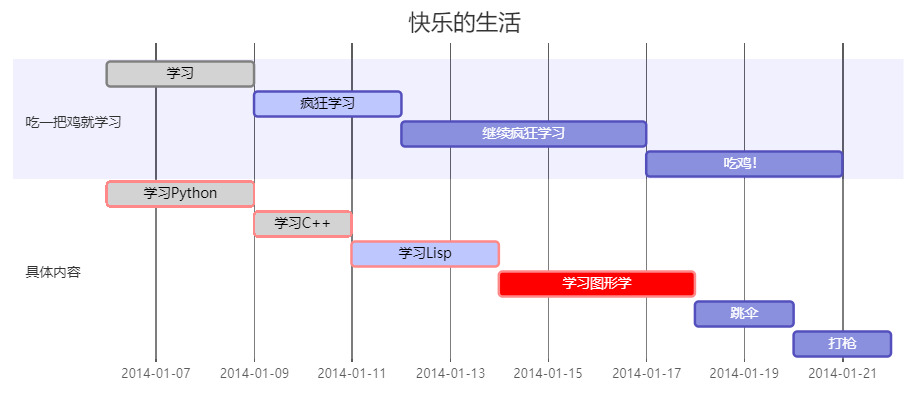 快乐的生活
学习
疯狂学习
吃一把鸡就学习
继续疯狂学习
吃鸡！
学习Python
学习C++
学习Lisp
具体内容
学习图形学
跳伞
打枪
2014-01-07 2014-01-09 2014-01-11 2014-01-13 2014-01-15 2014-01-17 2014-01-19 2014-01-21